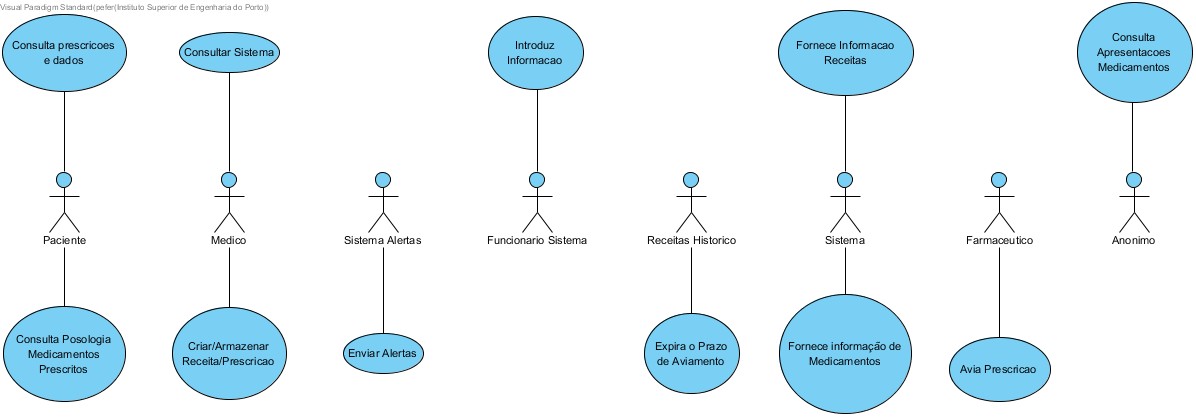 Visual Paradigm Standard(pefer(Instituto Superior de Engenharia do Porto))
Consulta prescricoes
e dados
Consultar Sistema
Introduz
Informacao
Fornece Informacao
Receitas
Consulta
Apresentacoes
Medicamentos
Paciente
Medico
Sistema Alertas
Funcionario Sistema
Receitas Historico
Sistema
Farmaceutico
Anonimo
Consulta Posologia
Medicamentos
Prescritos
Criar/Armazenar
Receita/Prescricao
Enviar Alertas
Expira o Prazo
de Aviamento
Fornece informação de
Medicamentos
Avia Prescricao